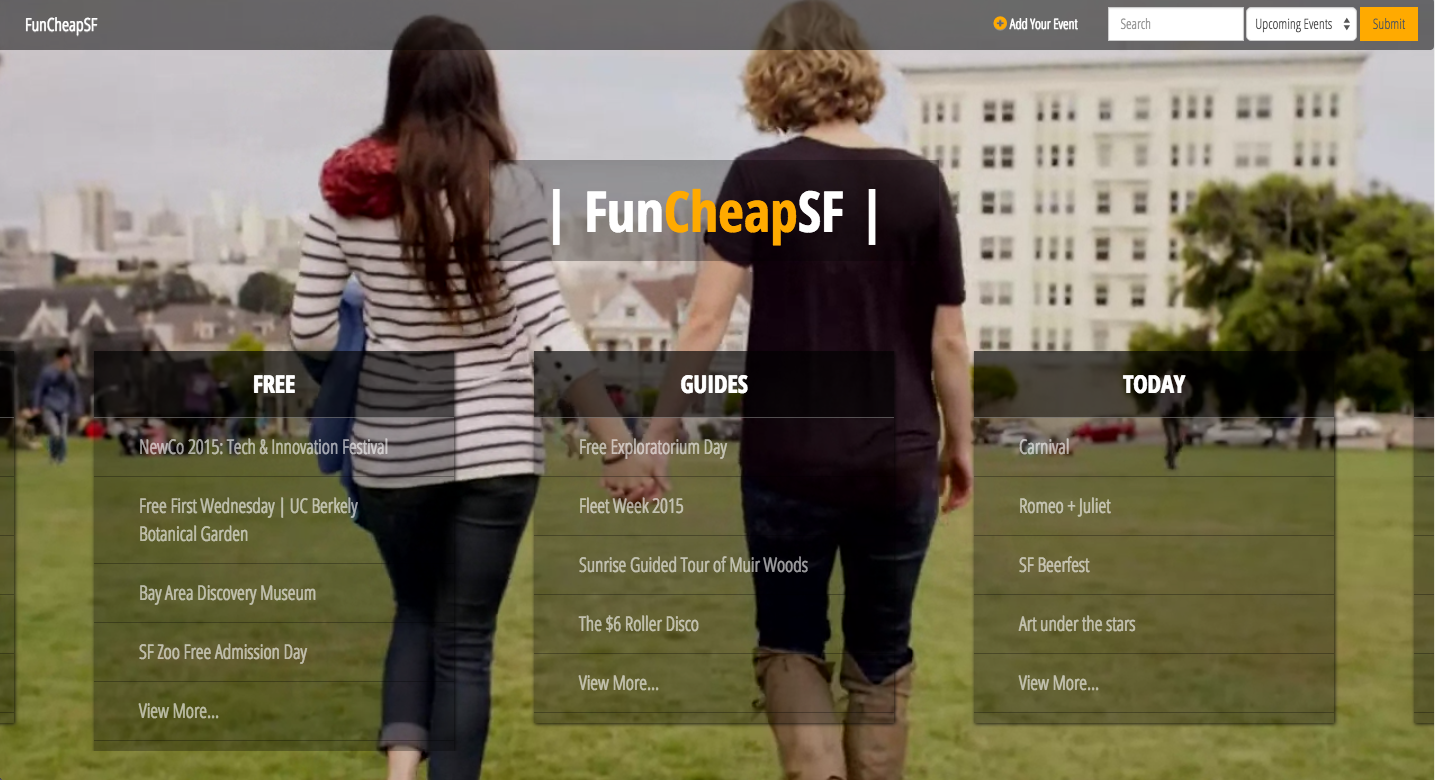 FunCheapSF
Add Your Event
Search
Upcoming Events
Submit
| FunCheapSF |
FREE
NewCo 2015: Tech & Innovation Festival
Free First Wednesday | UC Berkely
Botanical Garden
Bay Area Discovery Museum
SF Zoo Free Admission Day
View More...
GUIDES
Free Exploratorium Day
Fleet Week 2015
Sunrise Guided Tour of Muir Woods
The $6 Roller Disco
View More...
TODAY
Carnival
Romeo + Juliet
SF Beerfest
Art under the stars
View More...